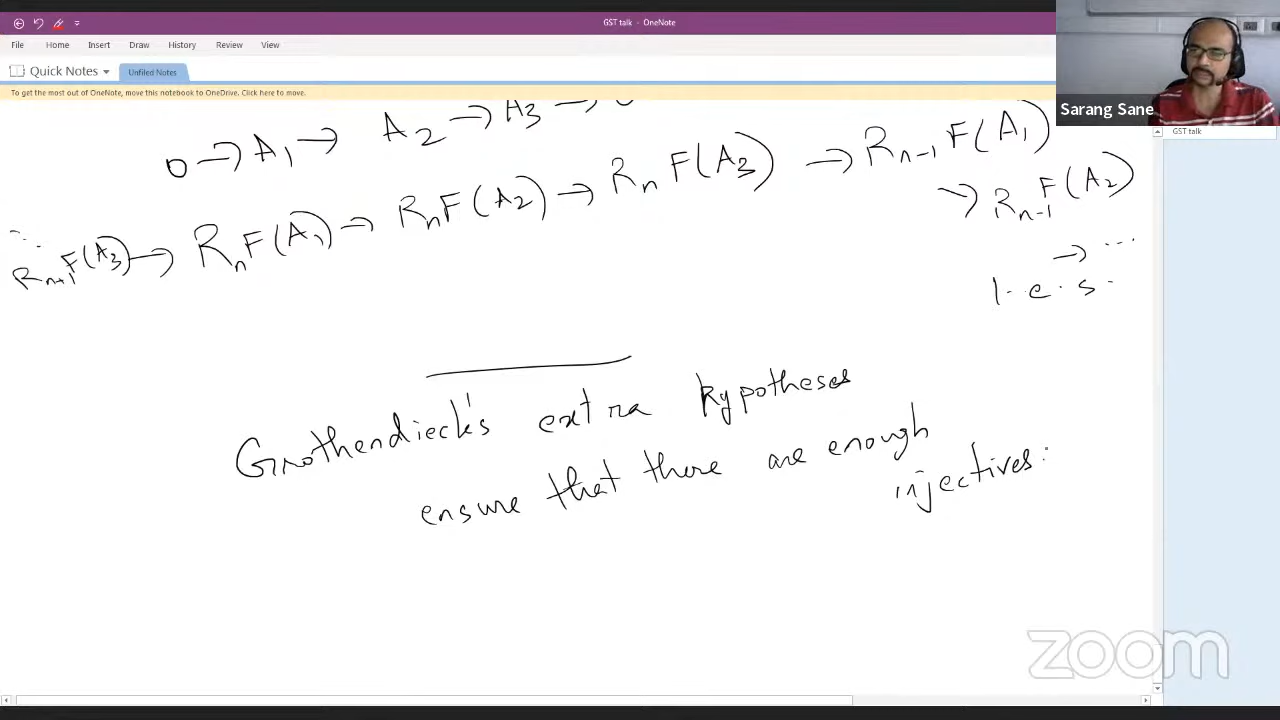 GST talk - OneNote
File Home Insert Draw History Review View
Quick Notes Unfiled Notes
To get the most out of OneNote, move this notebook to OneDrive. Click here to move.
Sarang Sane
GST talk
0 → A₁ → A₂ → A₃ → 0
... Rₙ₊₁F(A₃) → RₙF(A₁) → RₙF(A₂) → RₙF(A₃) → Rₙ₋₁F(A₁)
→ Rₙ₋₁F(A₂)
→ ...
l.e.s.
Grothendieck's extra hypotheses
ensure that there are enough
injectives.
zoom